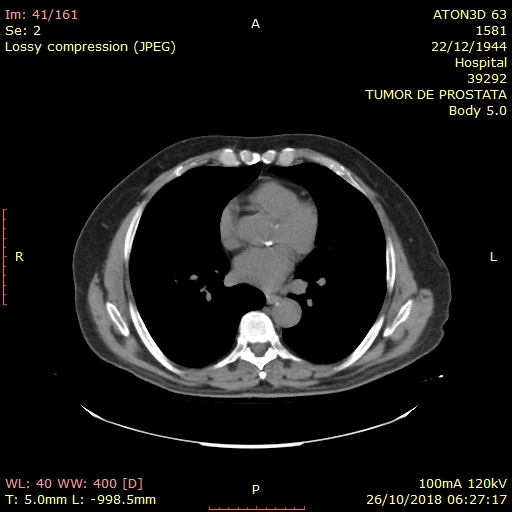 Im: 41/161
Se: 2
Lossy compression (JPEG)
A
ATON3D 63
1581
22/12/1944
Hospital
39292
TUMOR DE PROSTATA
Body 5.0
R
L
WL: 40 WW: 400 [D]
T: 5.0mm L: -998.5mm
P
100mA 120kV
26/10/2018 06:27:17